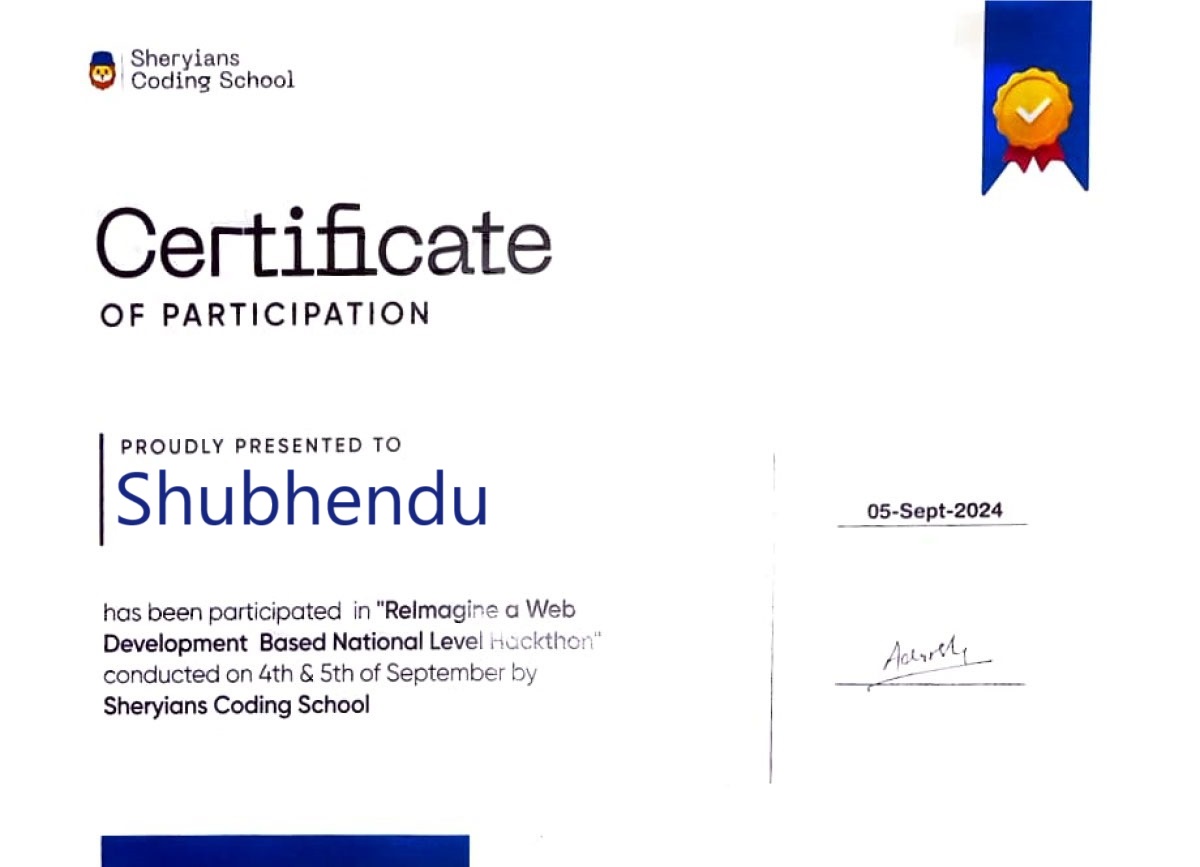 Sheryians
Coding School
Certificate
OF PARTICIPATION
PROUDLY PRESENTED TO
Shubhendu
has been participated in "ReImagine a Web
Development Based National Level Hackthon"
conducted on 4th & 5th of September by
Sheryians Coding School
05-Sept-2024